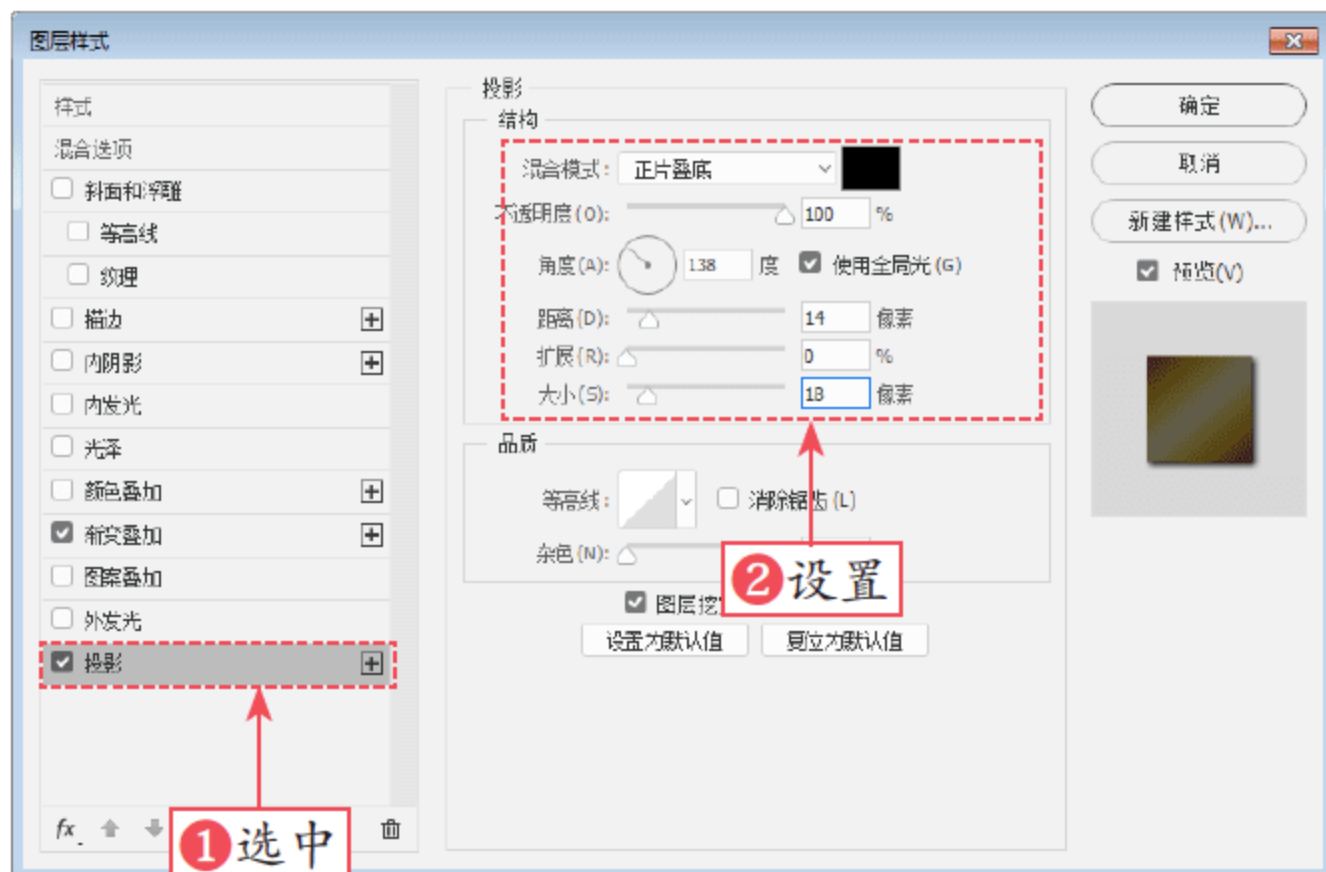 图层样式
样式
混合选项
斜面和浮雕
等高线
纹理
描边
内阴影
内发光
光泽
颜色叠加
渐变叠加
图案叠加
外发光
投影
fx
❶选中
投影
结构
混合模式: 正片叠底
不透明度(O): 100 %
角度(A): 138 度 使用全局光(G)
距离(D): 14 像素
扩展(R): 0 %
大小(S): 18 像素
品质
等高线: 消除锯齿(L)
杂色(N):
❷设置
图层挖
设置为默认值 复位为默认值
确定
取消
新建样式(W)...
预览(V)